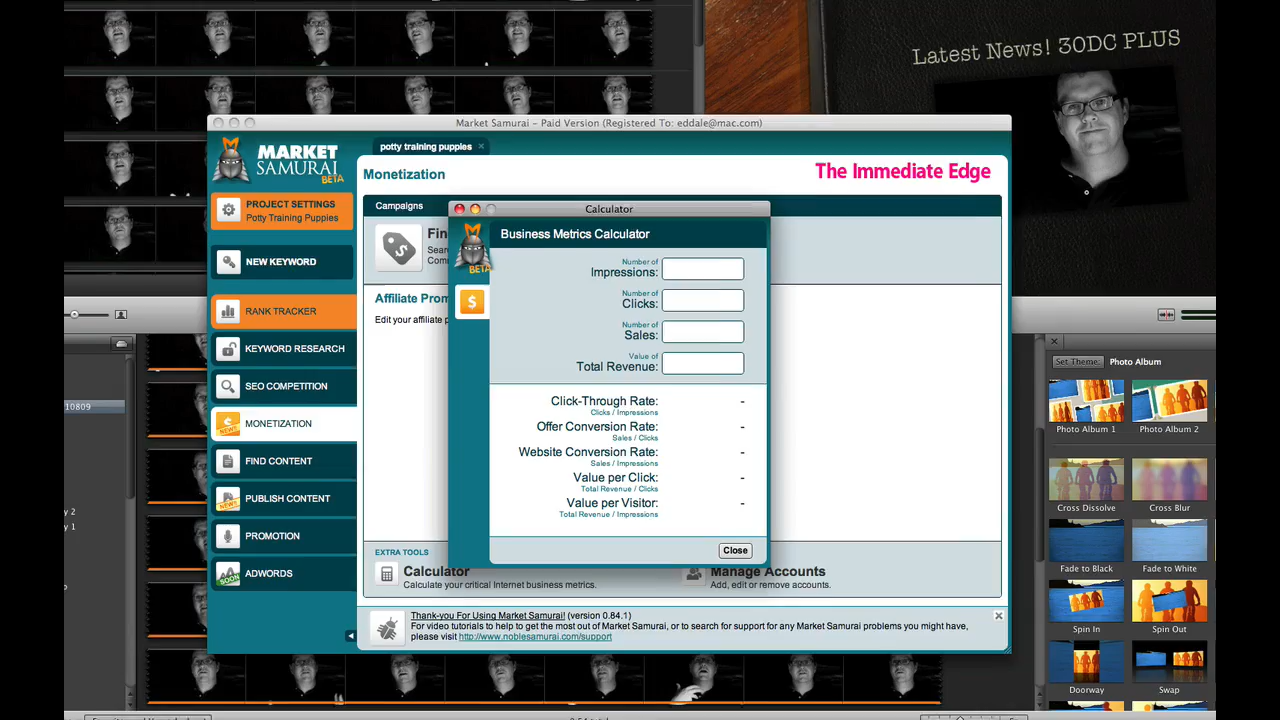 Latest News! 30DC PLUS
Market Samurai – Paid Version (Registered To: eddale@mac.com)
MARKET
SAMURAI
BETA
potty training puppies
Monetization
The Immediate Edge
PROJECT SETTINGS
Potty Training Puppies
NEW KEYWORD
RANK TRACKER
KEYWORD RESEARCH
SEO COMPETITION
MONETIZATION
FIND CONTENT
PUBLISH CONTENT
PROMOTION
ADWORDS
SOON
Campaigns
Fin
Sear
Com
Affiliate Prom
Edit your affiliate p
Calculator
BETA
Business Metrics Calculator
Number of
Impressions:
Number of
Clicks:
Number of
Sales:
Value of
Total Revenue:
Click-Through Rate: -
Clicks / Impressions
Offer Conversion Rate: -
Sales / Clicks
Website Conversion Rate: -
Sales / Impressions
Value per Click: -
Total Revenue / Clicks
Value per Visitor: -
Total Revenue / Impressions
Close
EXTRA TOOLS
Calculator
Calculate your critical Internet business metrics.
Manage Accounts
Add, edit or remove accounts.
Thank-you For Using Market Samurai! (version 0.84.1)
For video tutorials to help to get the most out of Market Samurai, or to search for support for any Market Samurai problems you might have,
please visit http://www.noblesamurai.com/support
10809
y 2
y 1
Set Theme: Photo Album
Photo Album 1
Photo Album 2
Cross Dissolve
Cross Blur
Fade to Black
Fade to White
Spin In
Spin Out
Doorway
Swap